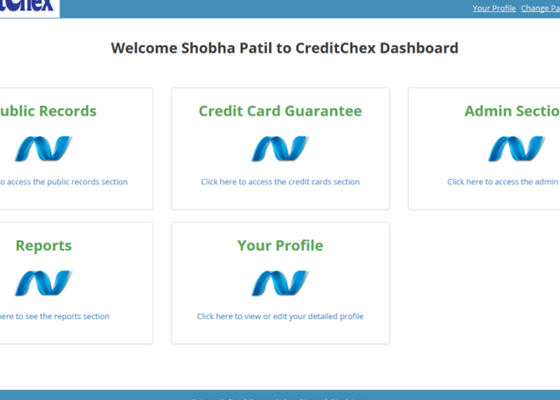 Your Profile Change Pa
Welcome Shobha Patil to CreditChex Dashboard
ublic Records
Credit Card Guarantee
Admin Sectio
to access the public records section
Click here to access the credit cards section
Click here to access the admin
Reports
Your Profile
here to see the reports section
Click here to view or edit your detailed profile